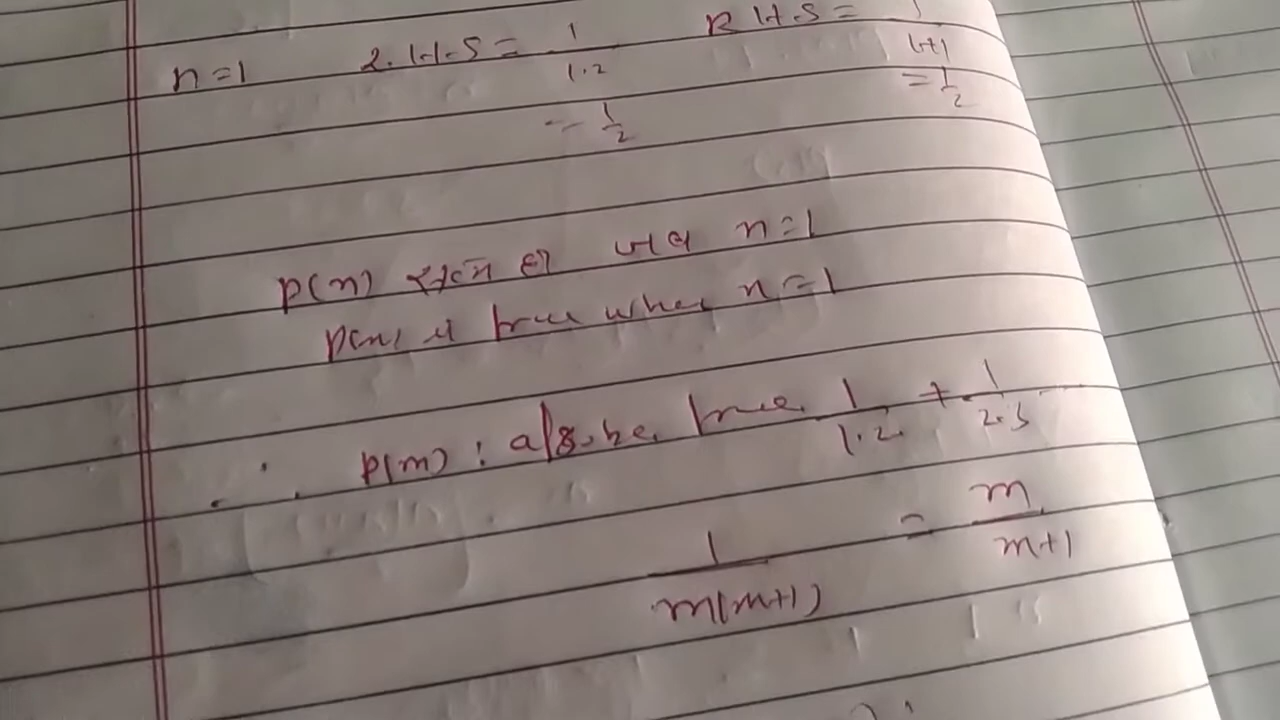 n=1 L.H.S = 1/1.2 R.H.S = 1/1+1
= 1/2 = 1/2
P(n) सत्य है जब n=1
P(n) is true when n=1
∴ P(m) : also be true 1/1.2 + 1/2.3
1/m(m+1) = m/m+1